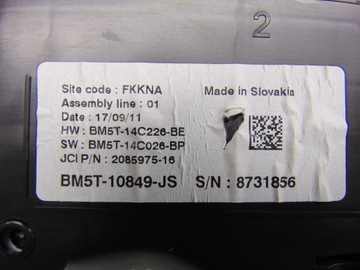 2
Site code : FKKNA
Made in Slovakia
Assembly line : 01
Date : 17/09/11
HW : BM5T-14C226-BE
SW : BM5T-14C026-BP
JCI P/N : 2085975-16
BM5T-10849-JS S/N : 8731856